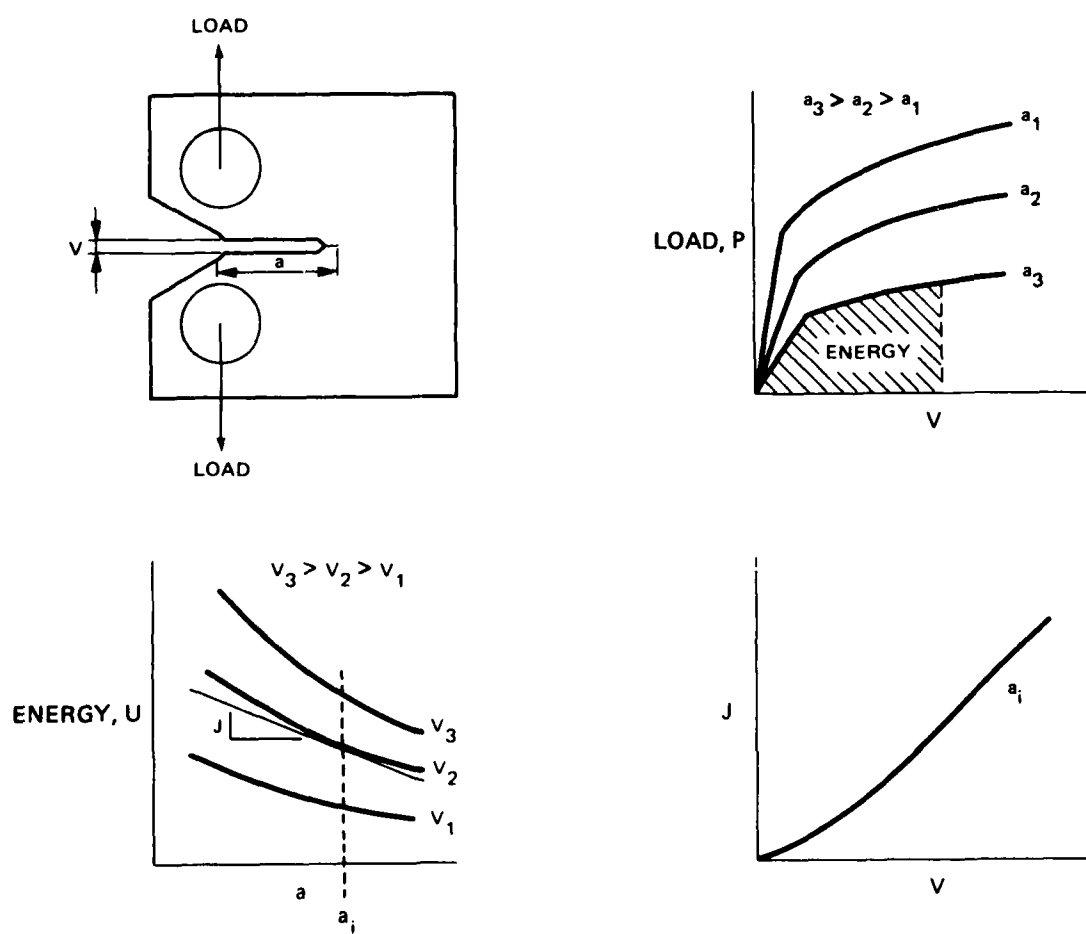 LOAD
V
a
LOAD
a3 > a2 > a1
a1
a2
LOAD, P
a3
ENERGY
V
V3 > V2 > V1
ENERGY, U
J
V3
V2
V1
a
ai
J
ai
V